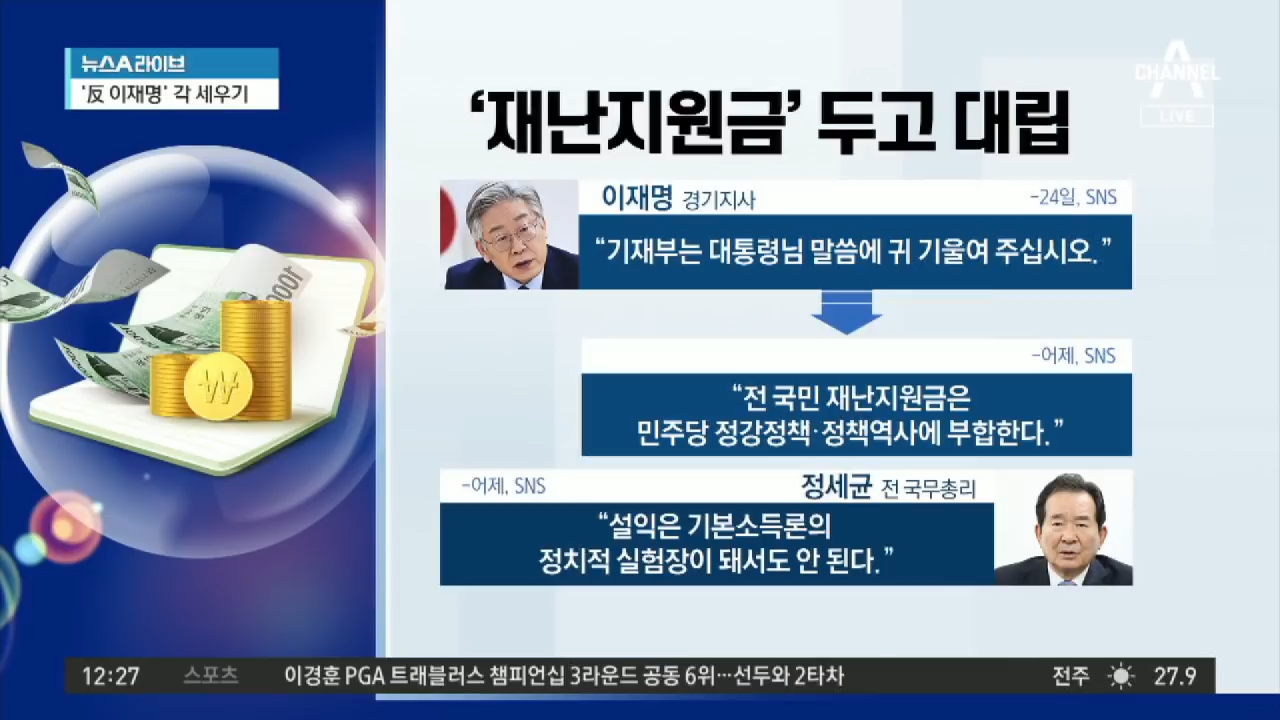 뉴스A 라이브
'反 이재명' 각 세우기
CHANNEL A
LIVE
‘재난지원금’ 두고 대립
이재명 경기지사
-24일, SNS
“기재부는 대통령님 말씀에 귀 기울여 주십시오.”
-어제, SNS
“전 국민 재난지원금은
민주당 정강정책·정책역사에 부합한다.”
-어제, SNS
정세균 전 국무총리
“설익은 기본소득론의
정치적 실험장이 돼서도 안 된다.”
12:27 스포츠 이경훈 PGA 트래블러스 챔피언십 3라운드 공동 6위…선두와 2타차 전주 27.9